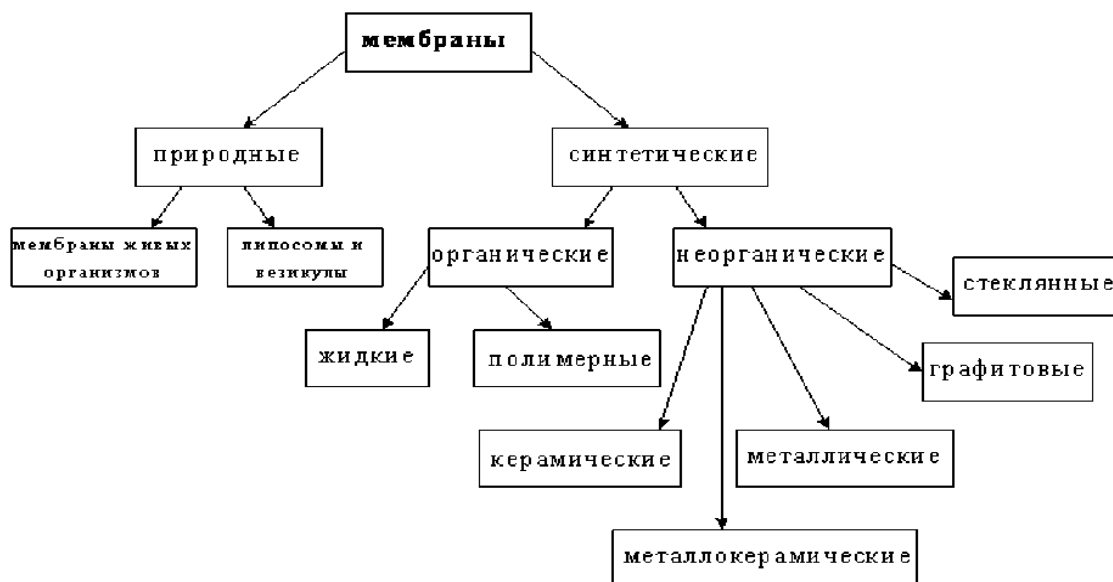 мембраны
природные
синтетические
мембраны живых
организмов
липосомы и
везикулы
органические
неорганические
стеклянные
жидкие
полимерные
графитовые
керамические
металлические
металлокерамические